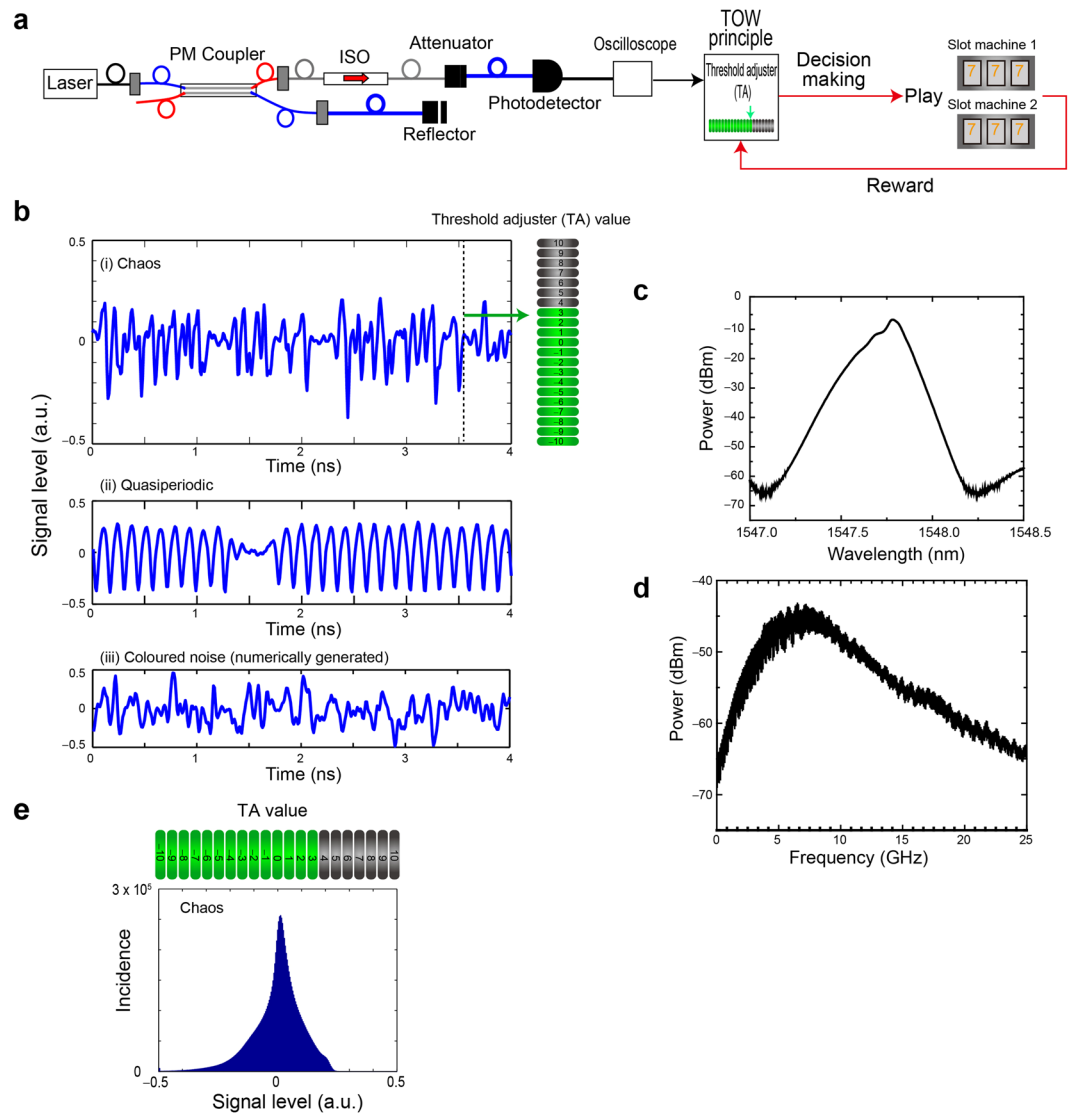 a
TOW
principle
PM Coupler
ISO
Attenuator
Oscilloscope
Decision
making
Slot machine 1
7 7 7
Laser
Threshold adjuster
(TA)
Play
Slot machine 2
7 7 7
Photodetector
Reflector
Reward
b
Threshold adjuster (TA) value
0.5
(i) Chaos
0
−0.5
0 1 2 3 4
Time (ns)
10
9
8
7
6
5
4
3
2
1
0
−1
−2
−3
−4
−5
−6
−7
−8
−9
−10
Signal level (a.u.)
(ii) Quasiperiodic
0.5
0
−0.5
0 1 2 3 4
Time (ns)
(iii) Coloured noise (numerically generated)
0.5
0
−0.5
0 1 2 3 4
Time (ns)
c
0
−10
−20
−30
−40
−50
−60
−70
Power (dBm)
1547.0 1547.5 1548.0 1548.5
Wavelength (nm)
d
−40
−50
−60
−70
Power (dBm)
0 5 10 15 20 25
Frequency (GHz)
e
TA value
−10 −9 −8 −7 −6 −5 −4 −3 −2 −1 0 1 2 3 4 5 6 7 8 9 10
3 x 10⁵
Chaos
Incidence
0
−0.5 0 0.5
Signal level (a.u.)